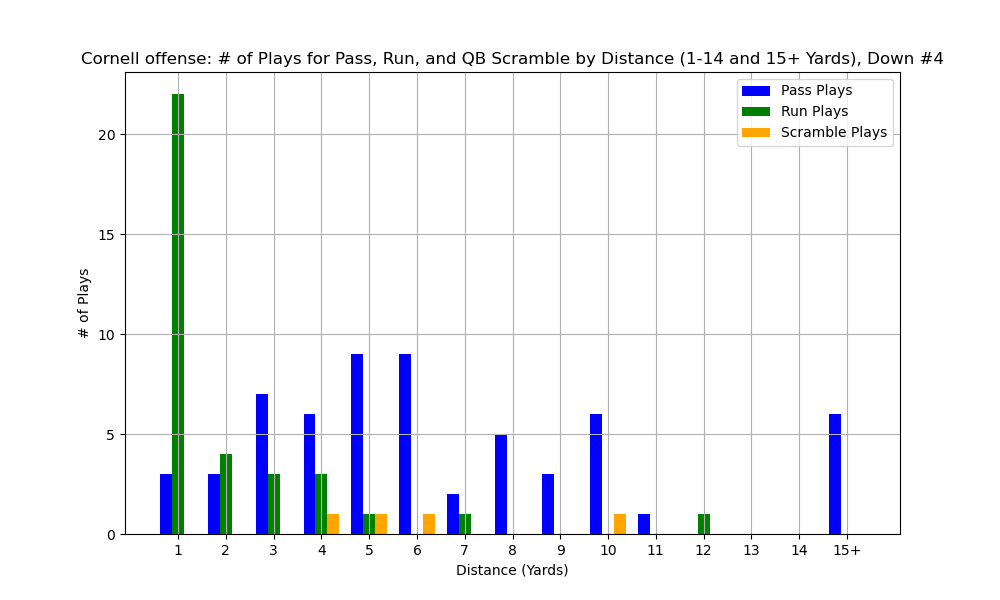 Cornell offense: # of Plays for Pass, Run, and QB Scramble by Distance (1-14 and 15+ Yards), Down #4
Pass Plays
Run Plays
Scramble Plays
20
15
10
5
0
# of Plays
1 2 3 4 5 6 7 8 9 10 11 12 13 14 15+
Distance (Yards)